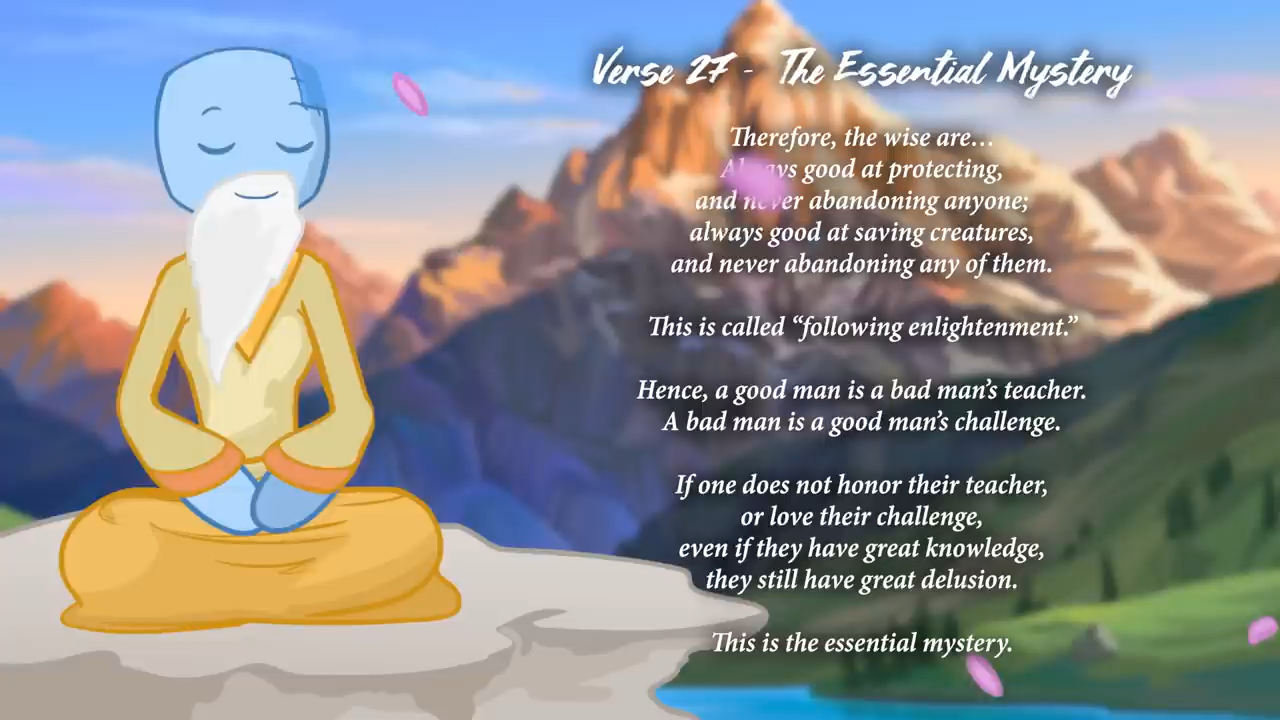 Verse 27 - The Essential Mystery
Therefore, the wise are…
Always good at protecting,
and never abandoning anyone;
always good at saving creatures,
and never abandoning any of them.
This is called “following enlightenment.”
Hence, a good man is a bad man’s teacher.
A bad man is a good man’s challenge.
If one does not honor their teacher,
or love their challenge,
even if they have great knowledge,
they still have great delusion.
This is the essential mystery.